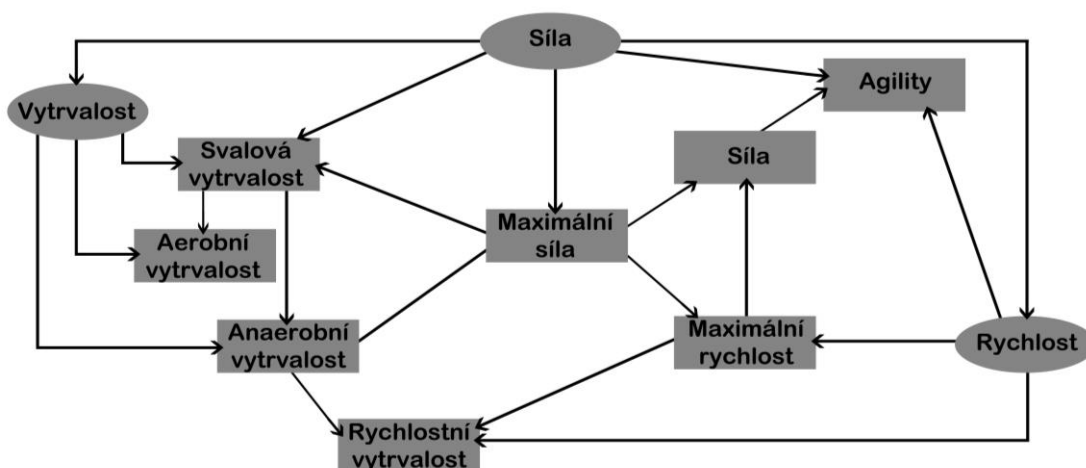 Síla
Agility
Vytrvalost
Svalová
vytrvalost
Síla
Maximální
síla
Aerobní
vytrvalost
Anaerobní
vytrvalost
Maximální
rychlost
Rychlost
Rychlostní
vytrvalost